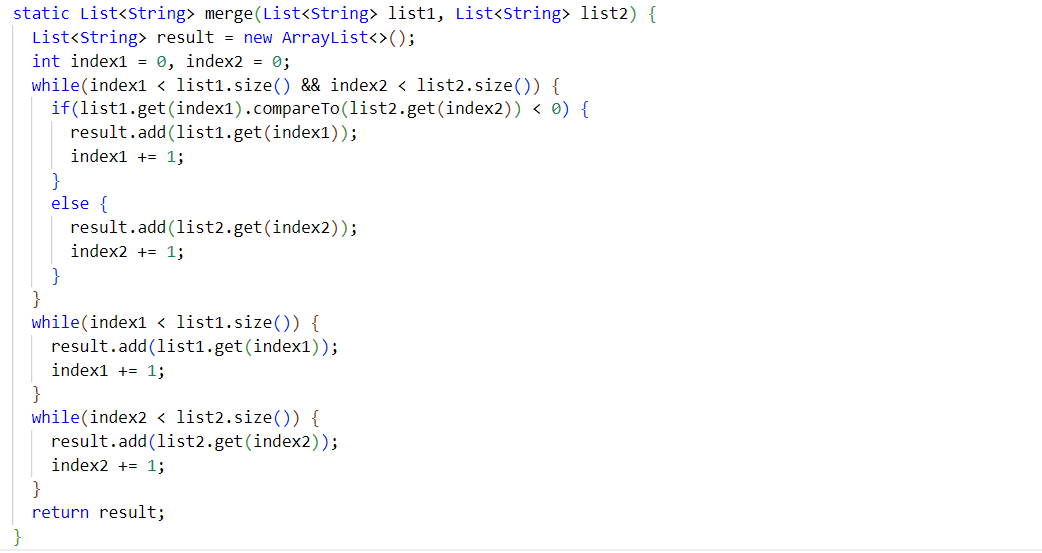 static List<String> merge(List<String> list1, List<String> list2) {
  List<String> result = new ArrayList<>();
  int index1 = 0, index2 = 0;
  while(index1 < list1.size() && index2 < list2.size()) {
    if(list1.get(index1).compareTo(list2.get(index2)) < 0) {
      result.add(list1.get(index1));
      index1 += 1;
    }
    else {
      result.add(list2.get(index2));
      index2 += 1;
    }
  }
  while(index1 < list1.size()) {
    result.add(list1.get(index1));
    index1 += 1;
  }
  while(index2 < list2.size()) {
    result.add(list2.get(index2));
    index2 += 1;
  }
  return result;
}